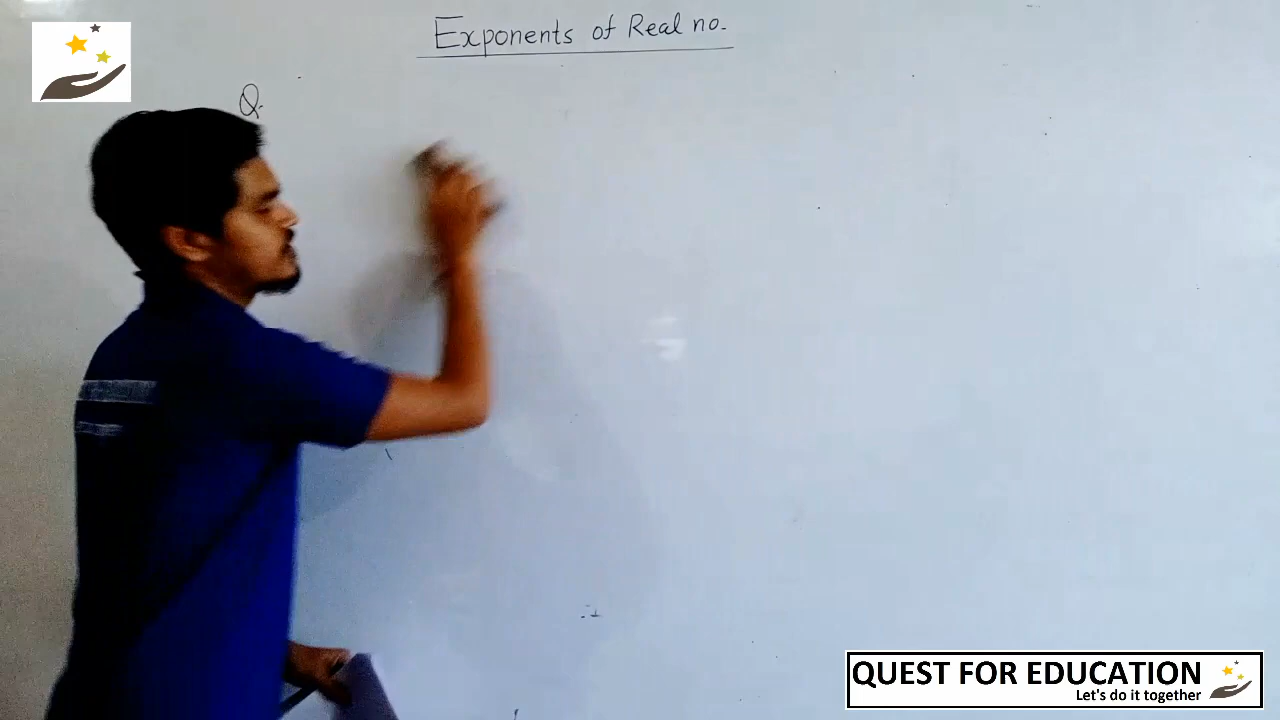 Exponents of Real no.
Q.
QUEST FOR EDUCATION
Let's do it together